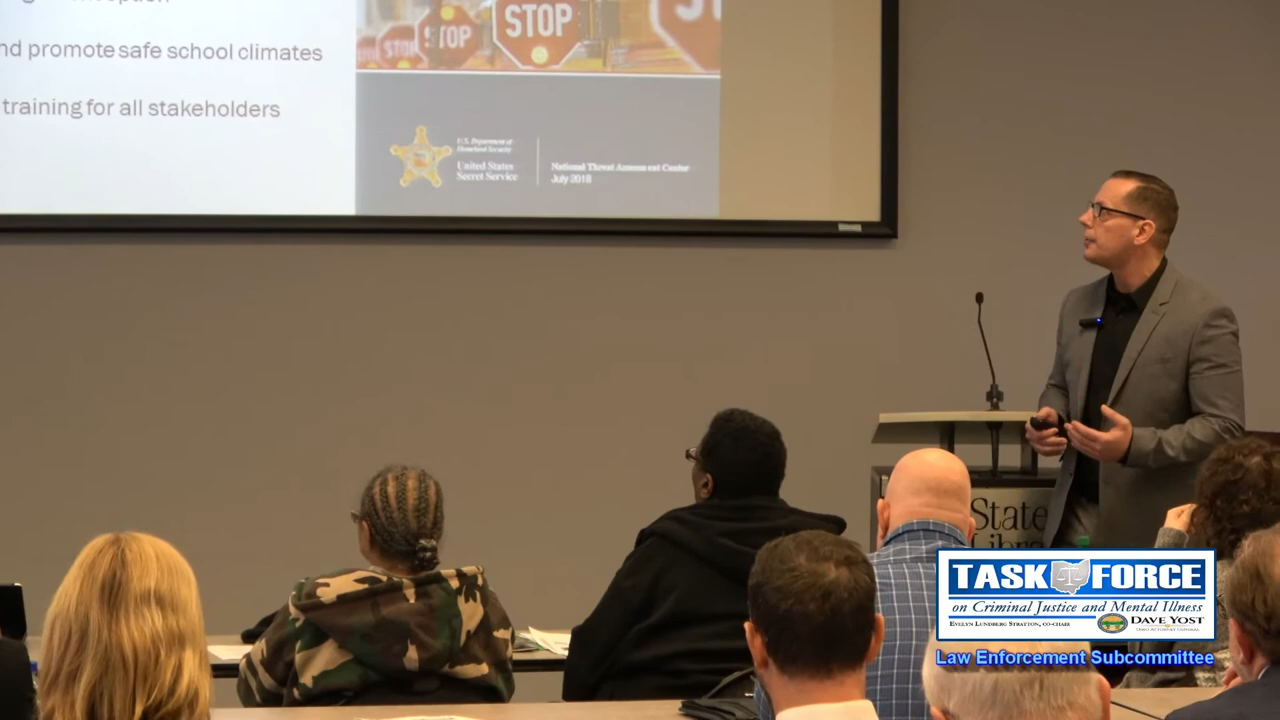 STOP
STOP
STOP
nd promote safe school climates
training for all stakeholders
U.S. Department of
Homeland Security
United States
Secret Service
National Threat Assessment Center
July 2018
State
TASK FORCE
on Criminal Justice and Mental Illness
EVELYN LUNDBERG STRATTON, CO-CHAIR
DAVE YOST
OHIO ATTORNEY GENERAL
Law Enforcement Subcommittee